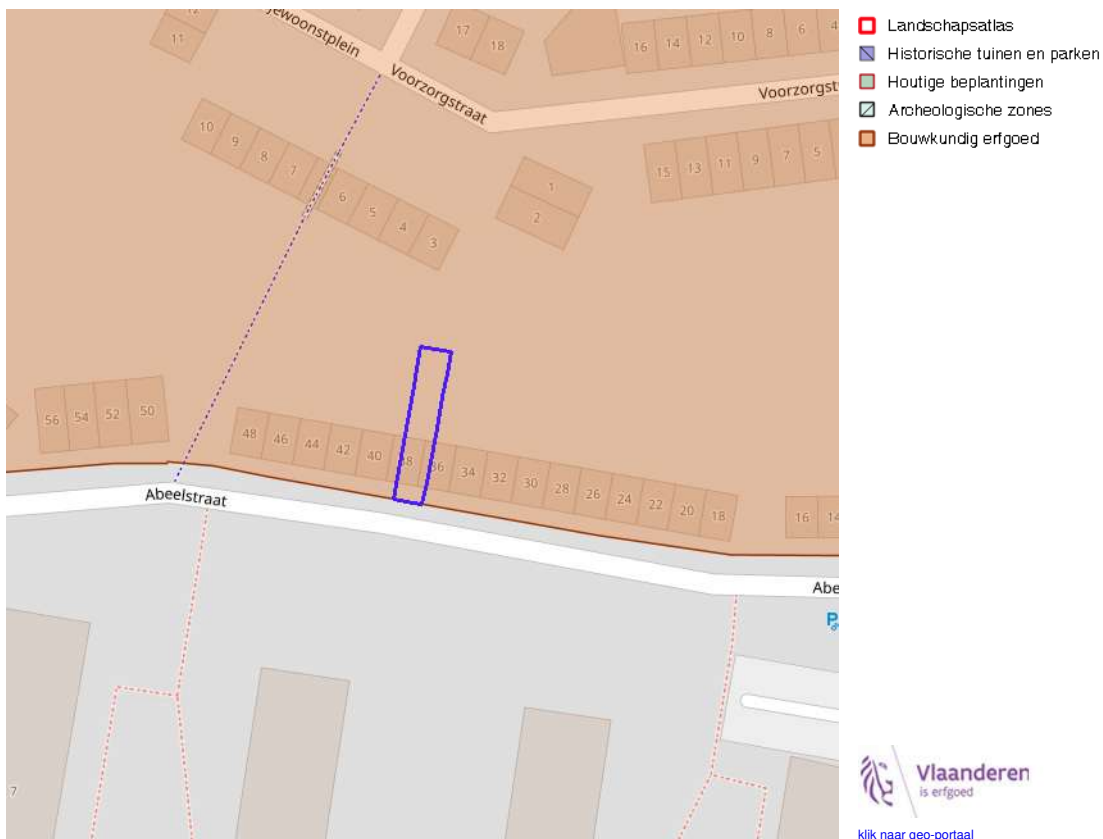 11
17
18
16 14 12 10 8 6
jewoonstplein
Voorzorgstraat
Voorzorgst
10 9 8 7
6 5 4 3
1
2
15 13 11 9 7 5
56 54 52 50
48 46 44 42 40 38 36 34 32 30 28 26 24 22 20 18
16 14
Abeelstraat
Abe
P
7
Landschapsatlas
Historische tuinen en parken
Houtige beplantingen
Archeologische zones
Bouwkundig erfgoed
Vlaanderen
is erfgoed
klik naar geo-portaal